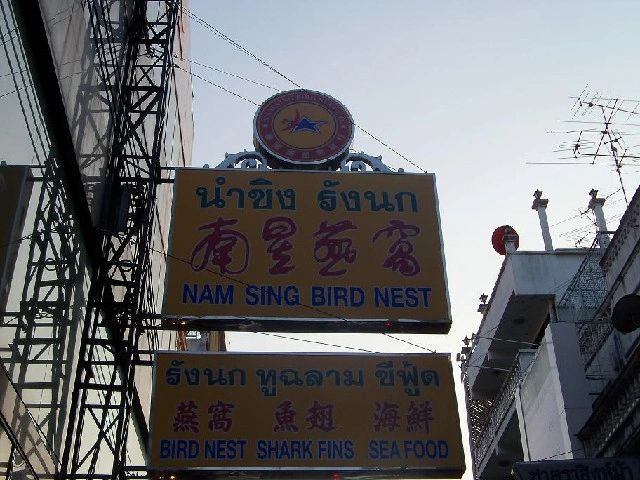 นำซิง รังนก
南星燕窩
NAM SING BIRD NEST
รังนก หูฉลาม ซีฟู้ด
燕窩 魚翅 海鮮
BIRD NEST SHARK FINS SEA FOOD